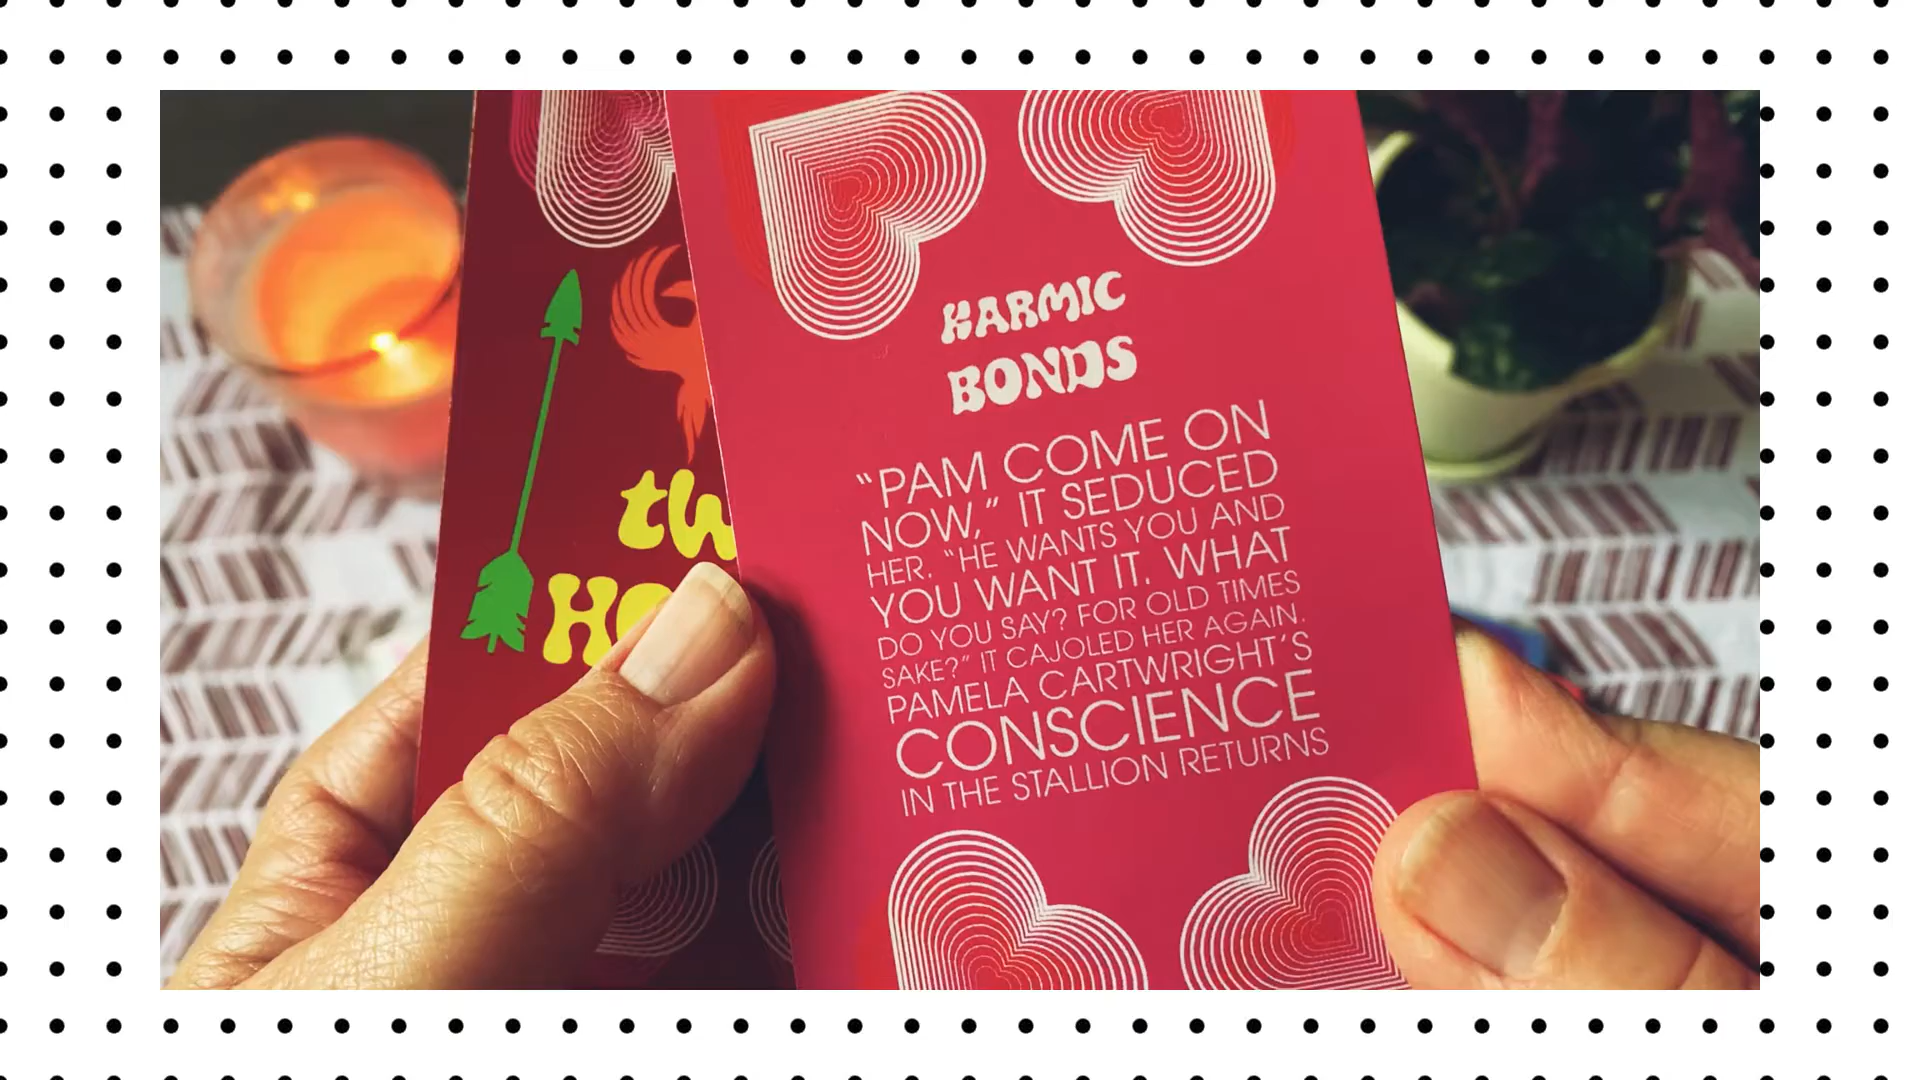 KARMIC
BONDS
“PAM COME ON
NOW,” IT SEDUCED
HER. “HE WANTS YOU AND
YOU WANT IT. WHAT
DO YOU SAY? FOR OLD TIMES
SAKE?” IT CAJOLED HER AGAIN.
PAMELA CARTWRIGHT’S
CONSCIENCE
IN THE STALLION RETURNS